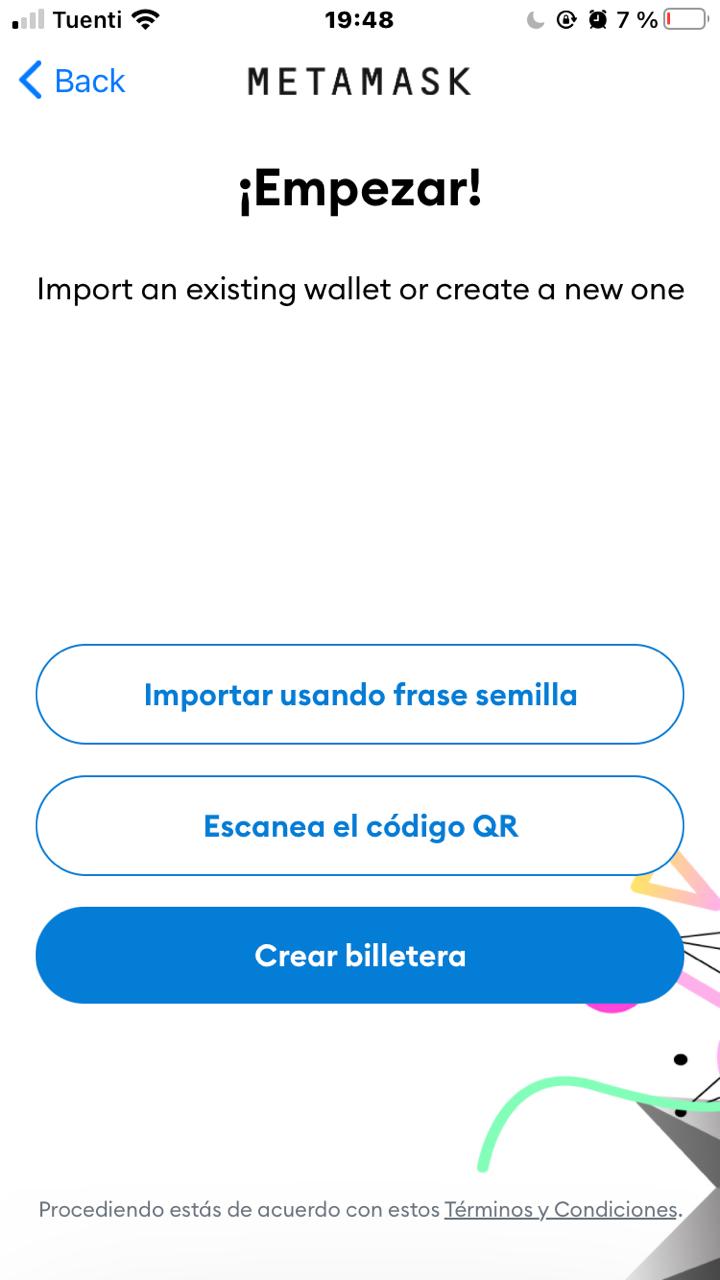 Tuenti 19:48 7 %
Back METAMASK
¡Empezar!
Import an existing wallet or create a new one
Importar usando frase semilla
Escanea el código QR
Crear billetera
Procediendo estás de acuerdo con estos Términos y Condiciones.